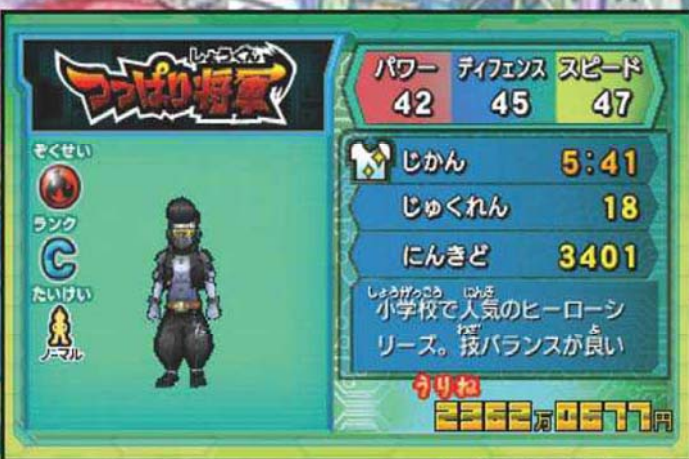 しょうぐん
つっぱり将軍
ぞくせい
ランク
C
たいけい
ノーマル
パワー ディフェンス スピード
42 45 47
じかん 5:41
じゅくれん 18
にんきど 3401
しょうがっこう にんき
小学校で人気のヒーローシ
わざ よ
リーズ。技バランスが良い
うりね
2362万0677円